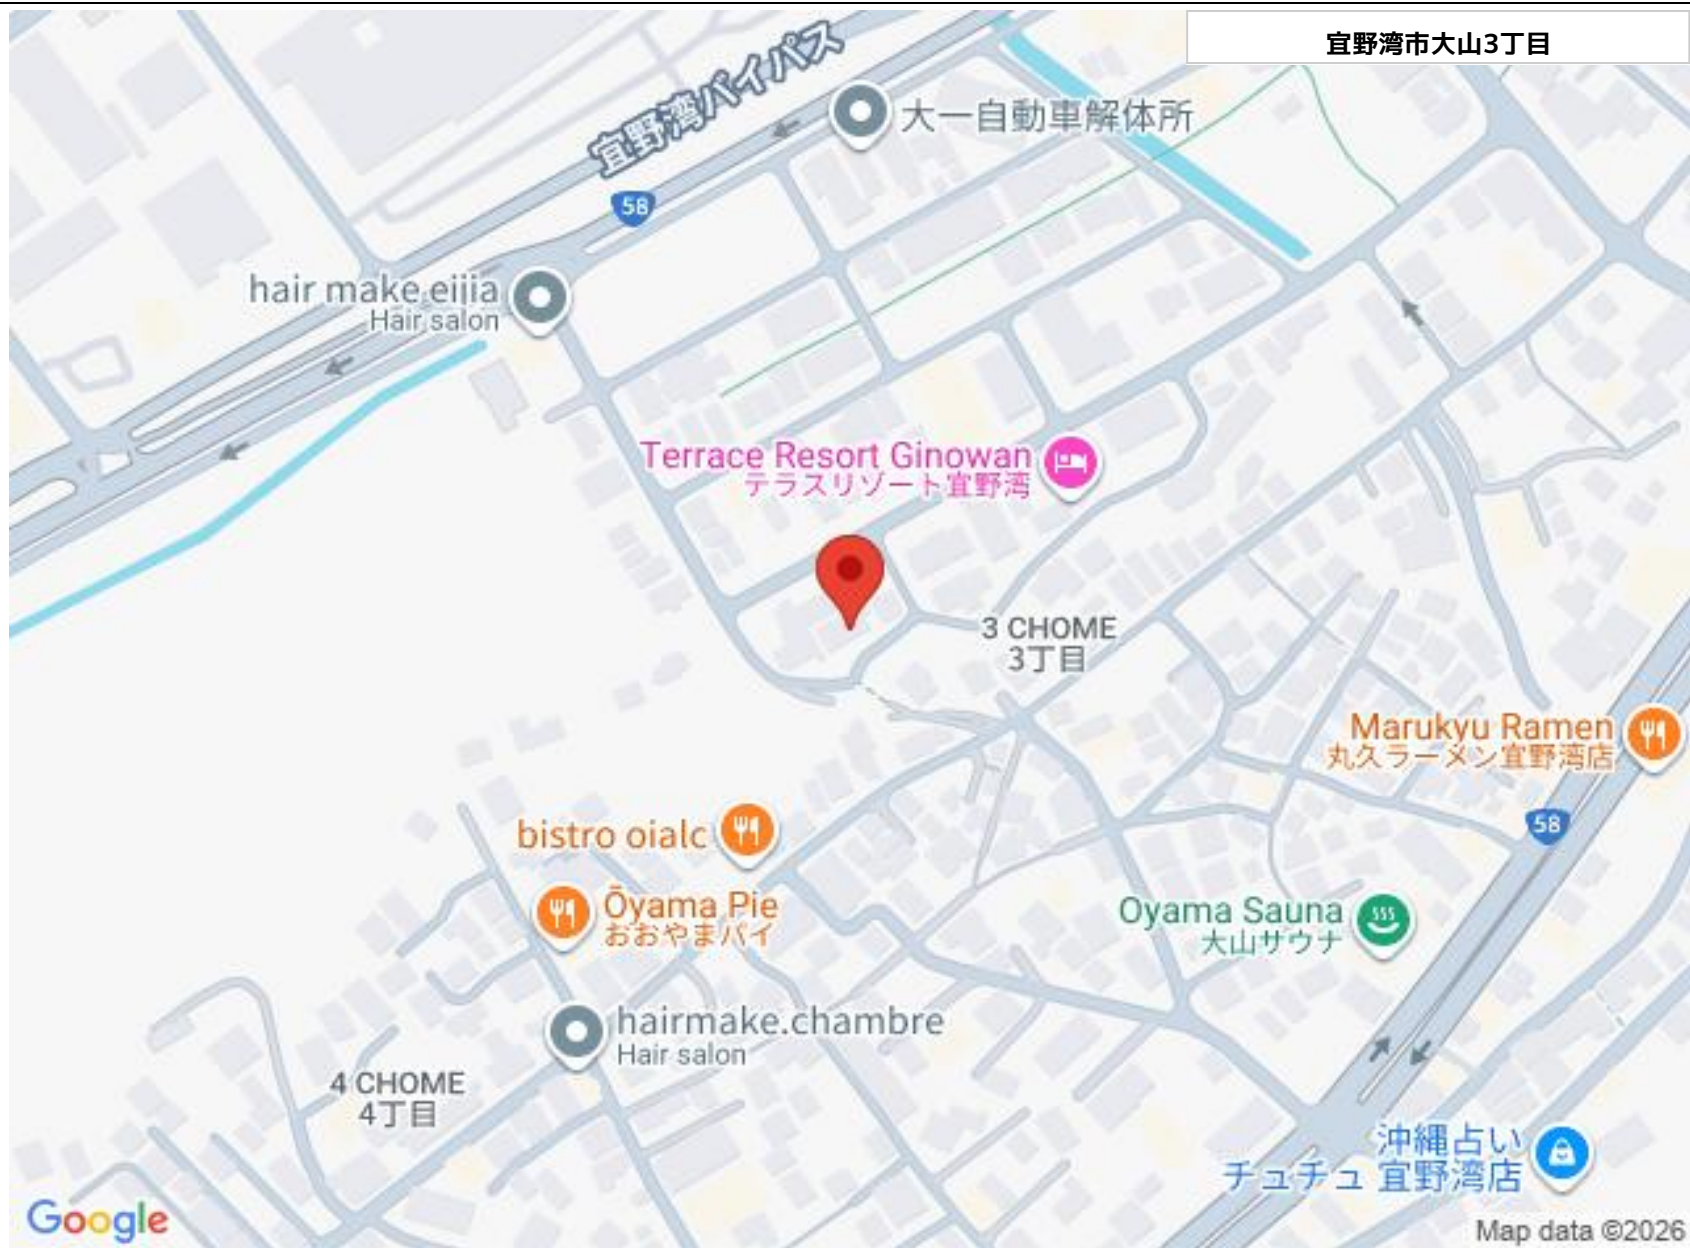 宜野湾市大山3丁目
宜野湾バイパス
大一自動車解体所
58
hair make eijia
Hair salon
Terrace Resort Ginowan
テラスリゾート宜野湾
3 CHOME
3丁目
Marukyu Ramen
丸久ラーメン宜野湾店
58
bistro oialc
Ōyama Pie
おおやまパイ
Oyama Sauna
大山サウナ
hairmake.chambre
Hair salon
4 CHOME
4丁目
沖縄占い
チュチュ 宜野湾店
Google
Map data ©2026